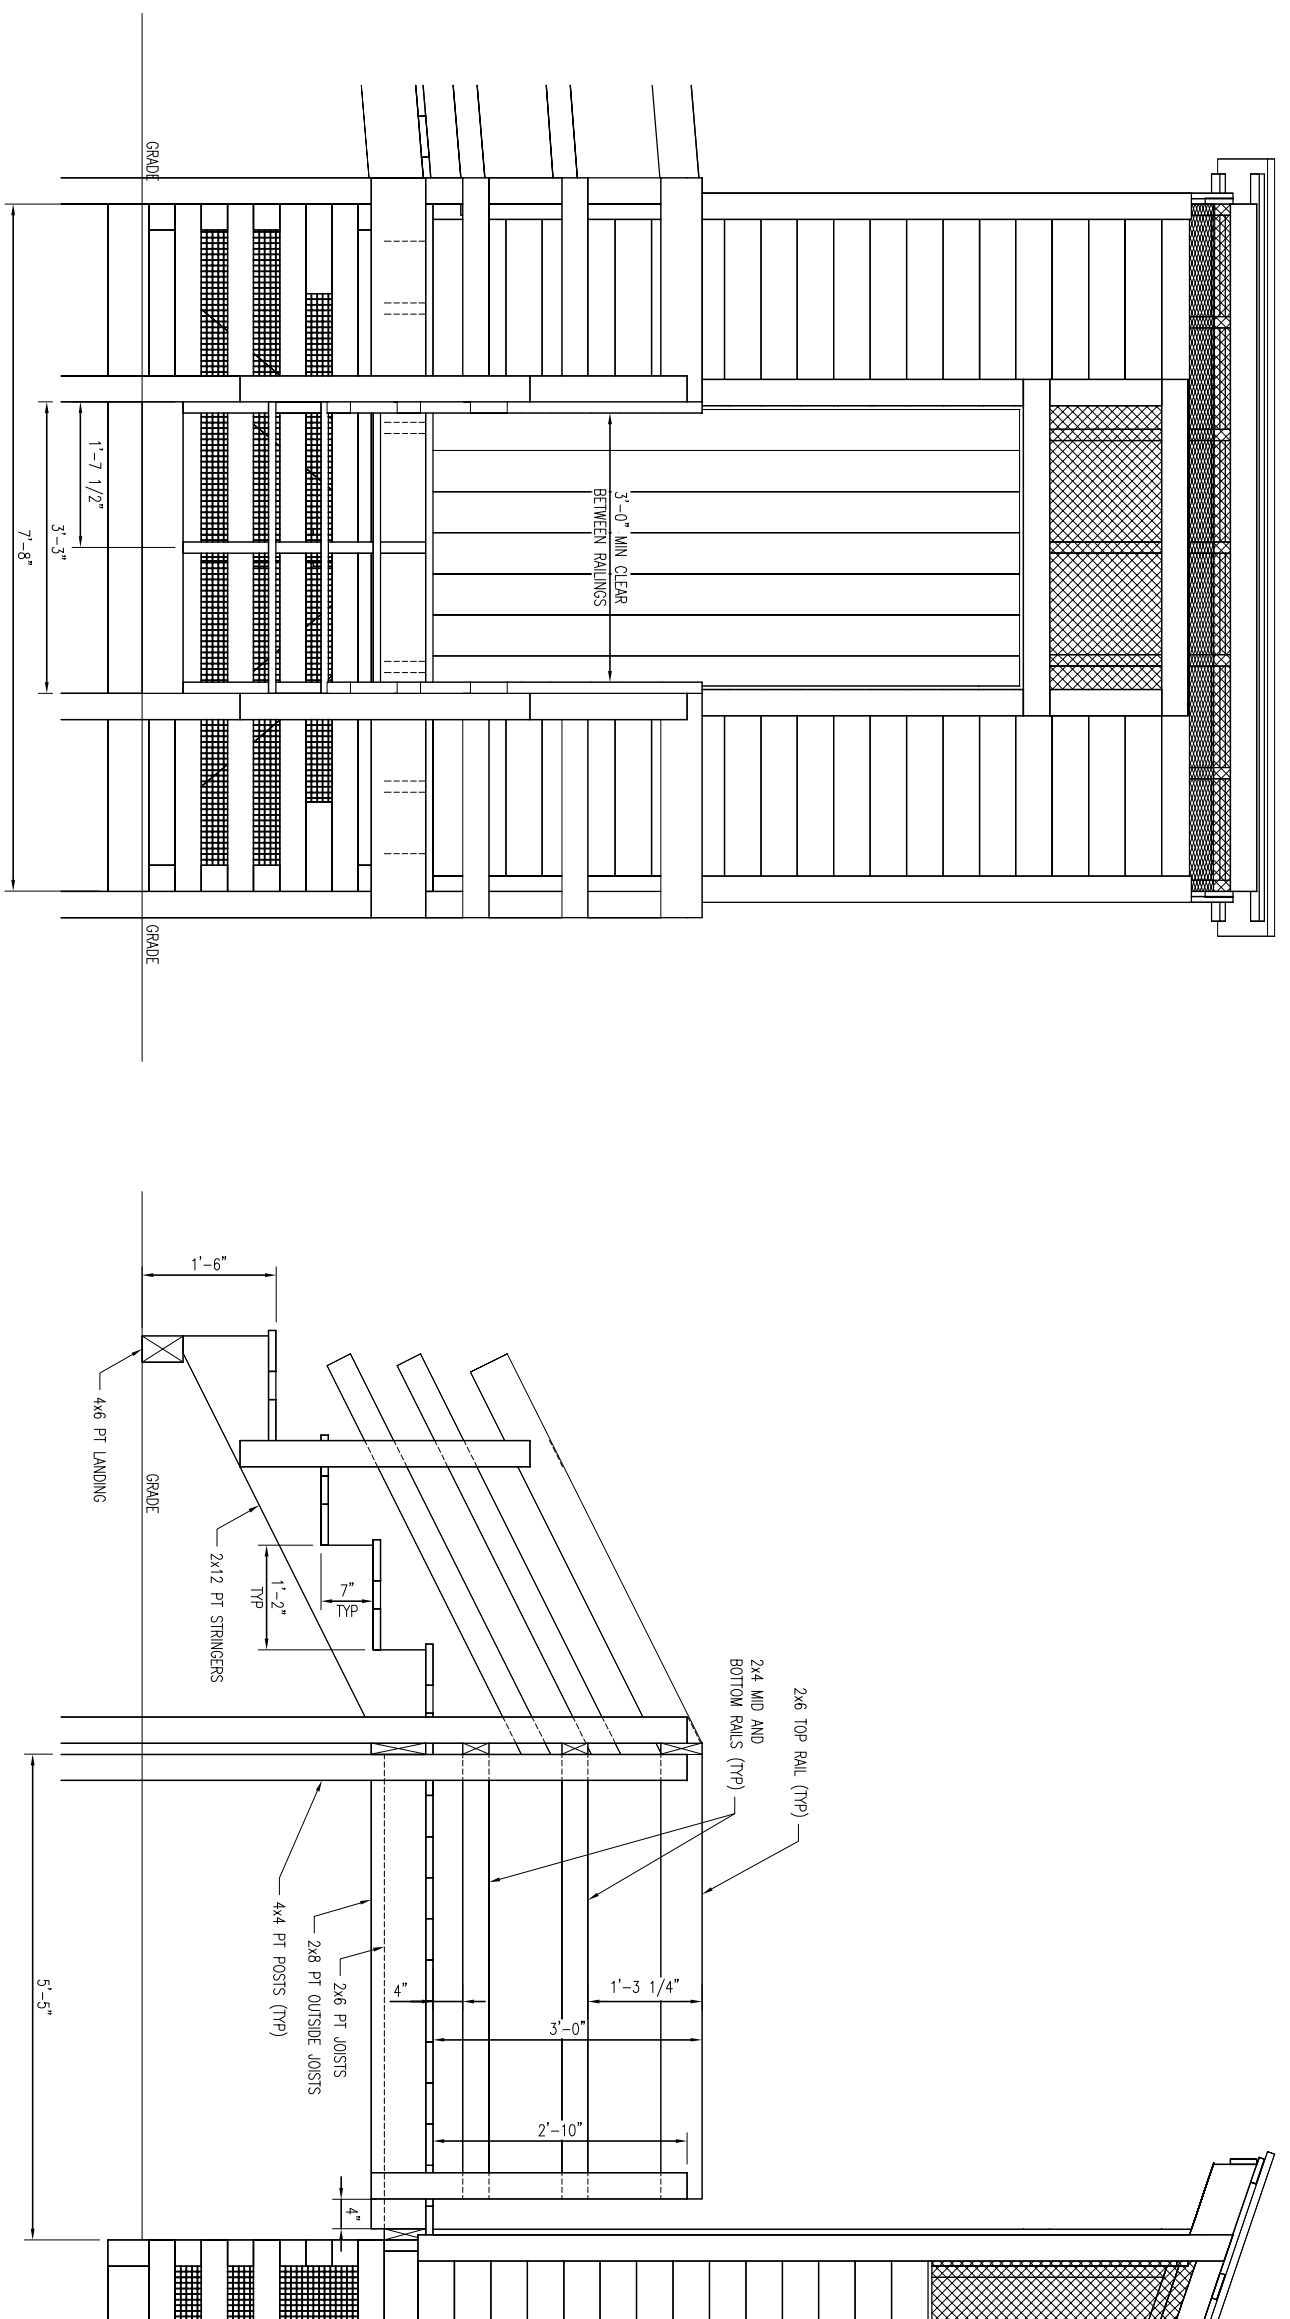 GRADE
1'-7 1/2"
3'-3"
7'-8"
3'-0" MIN CLEAR
BETWEEN RAILINGS
GRADE
1'-6"
4x6 PT LANDING
GRADE
2x12 PT STRINGERS
1'-2"
TYP
7"
TYP
2x4 MID AND
BOTTOM RAILS (TYP)
2x6 TOP RAIL (TYP)
4x4 PT POSTS (TYP)
2x8 PT OUTSIDE JOISTS
2x6 PT JOISTS
4"
1'-3 1/4"
3'-0"
2'-10"
4"
5'-5"